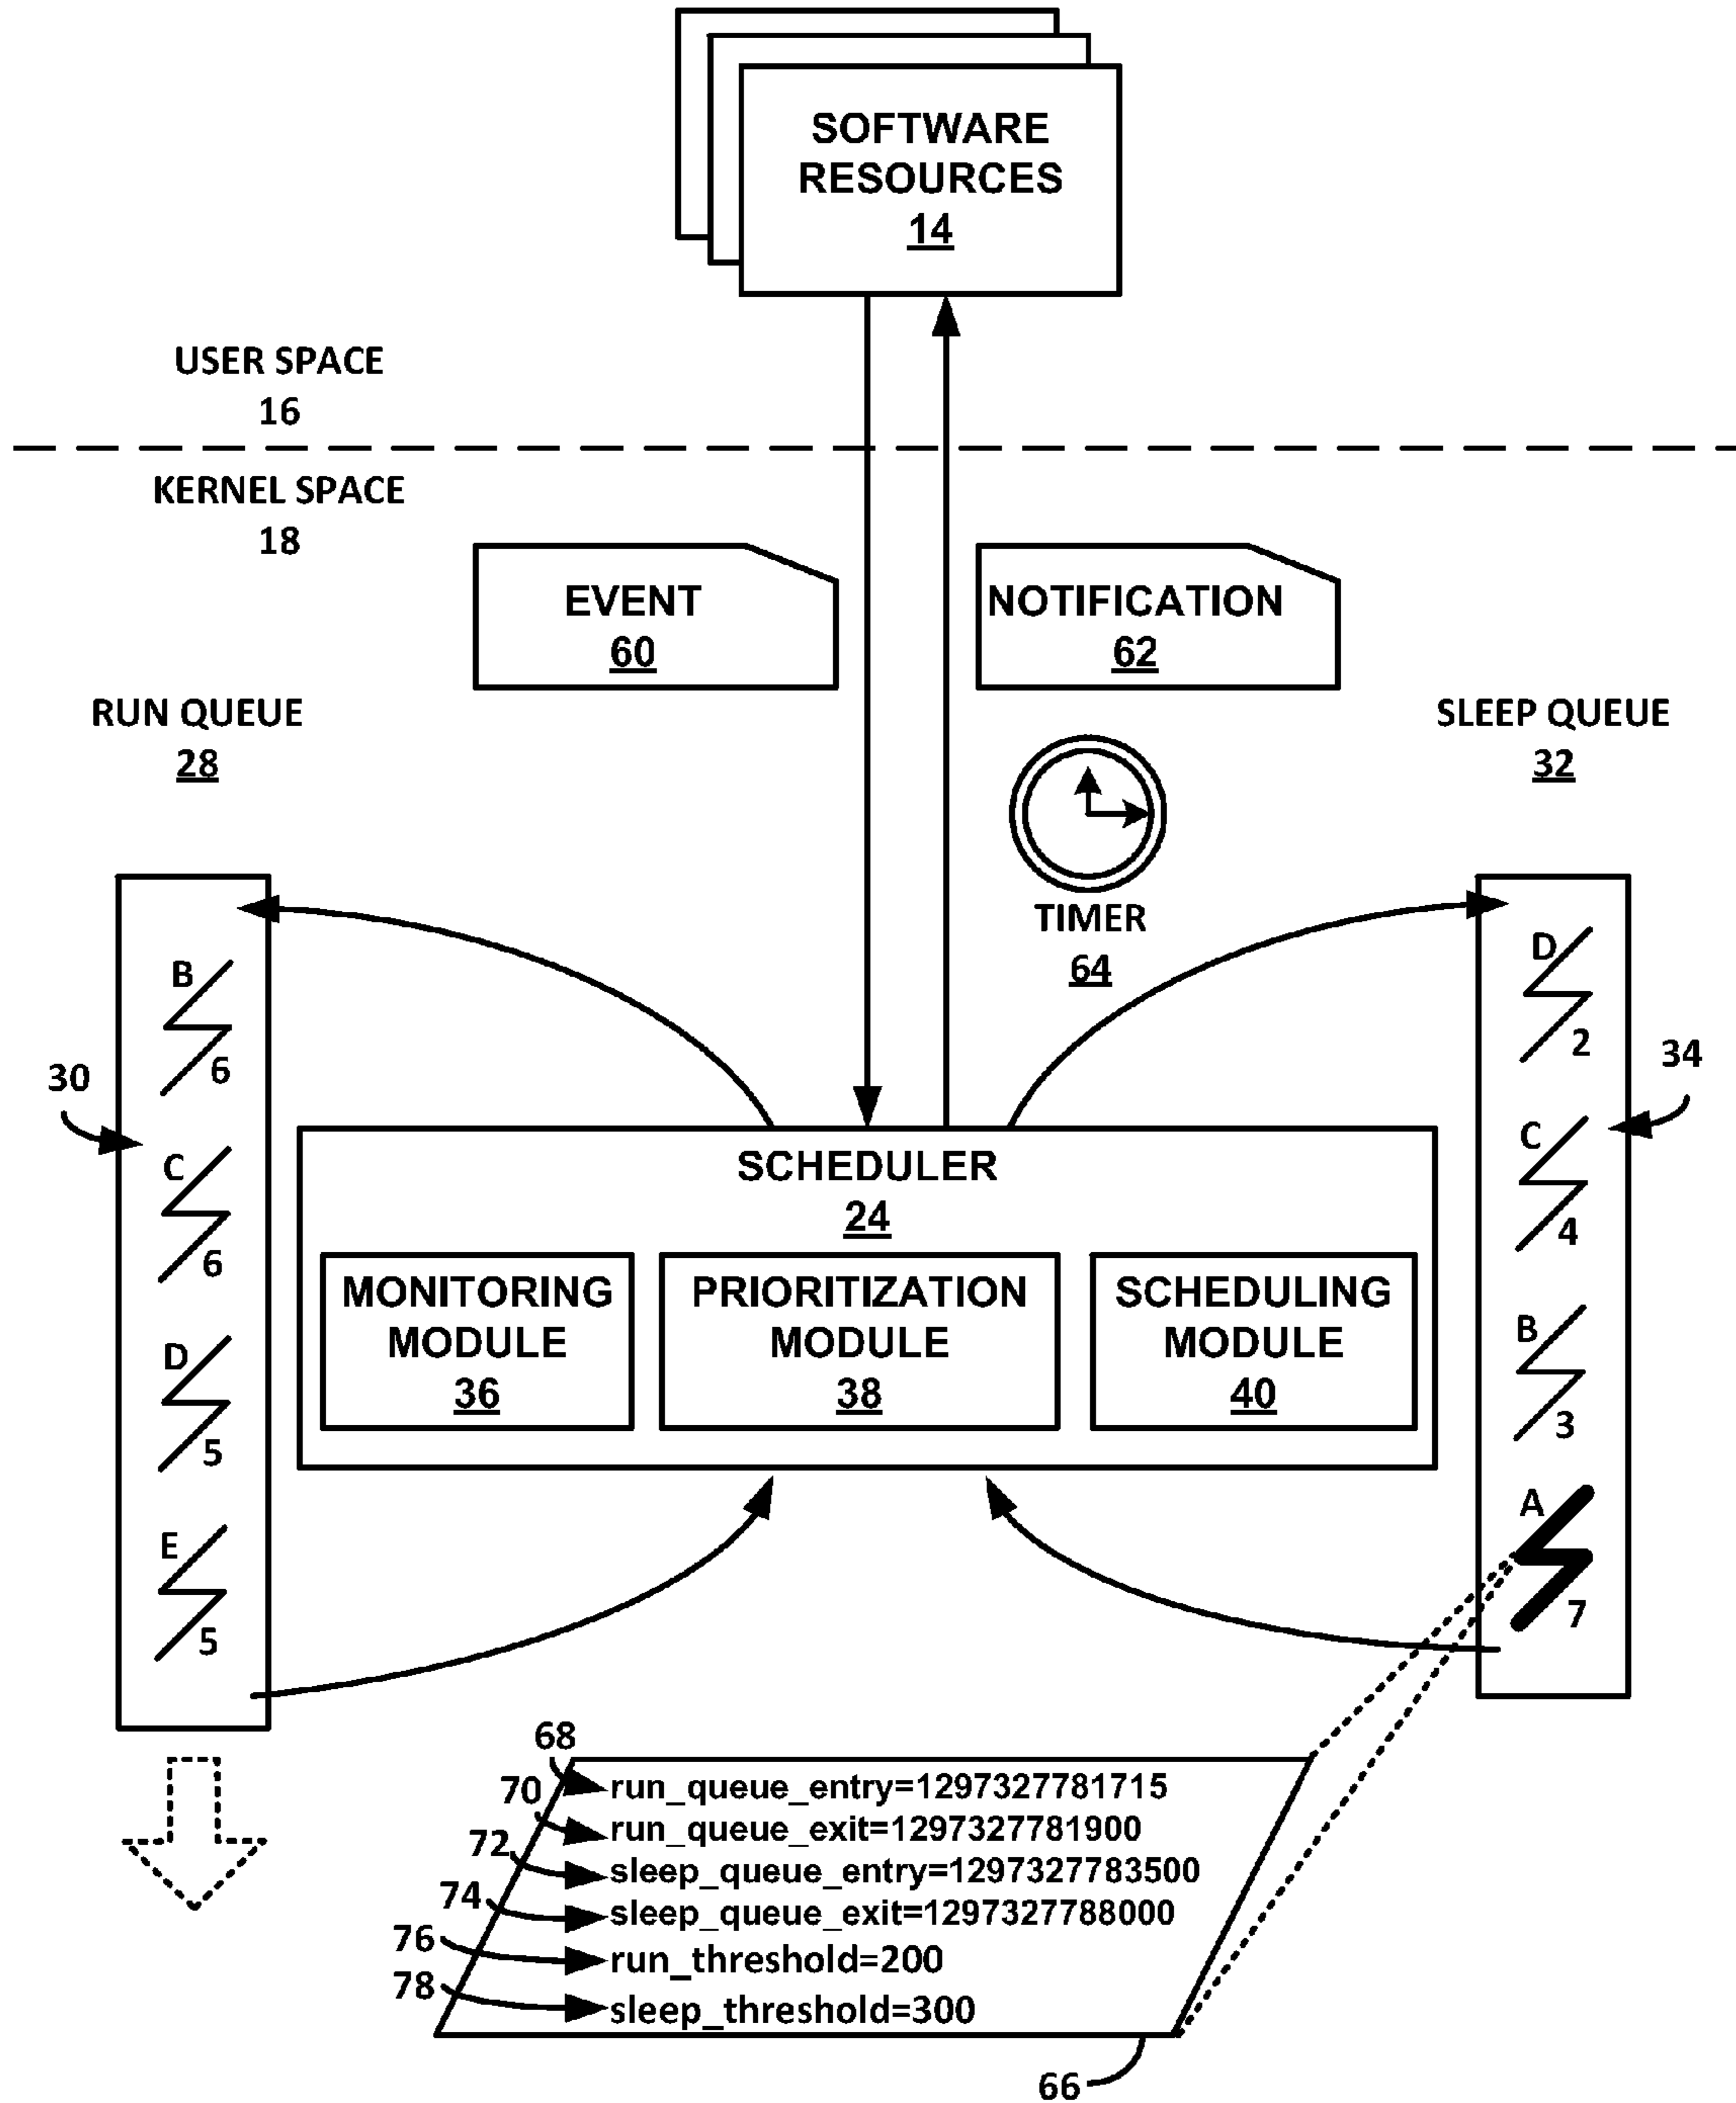 SOFTWARE
RESOURCES
14
USER SPACE
16
KERNEL SPACE
18
EVENT
60
NOTIFICATION
62
RUN QUEUE
28
SLEEP QUEUE
32
TIMER
64
B
6
C
6
D
5
E
5
30
D
2
C
4
B
3
A
7
34
SCHEDULER
24
MONITORING
MODULE
36
PRIORITIZATION
MODULE
38
SCHEDULING
MODULE
40
68
run_queue_entry=1297327781715
70
run_queue_exit=1297327781900
72
sleep_queue_entry=1297327783500
74
sleep_queue_exit=1297327788000
76
run_threshold=200
78
sleep_threshold=300
66